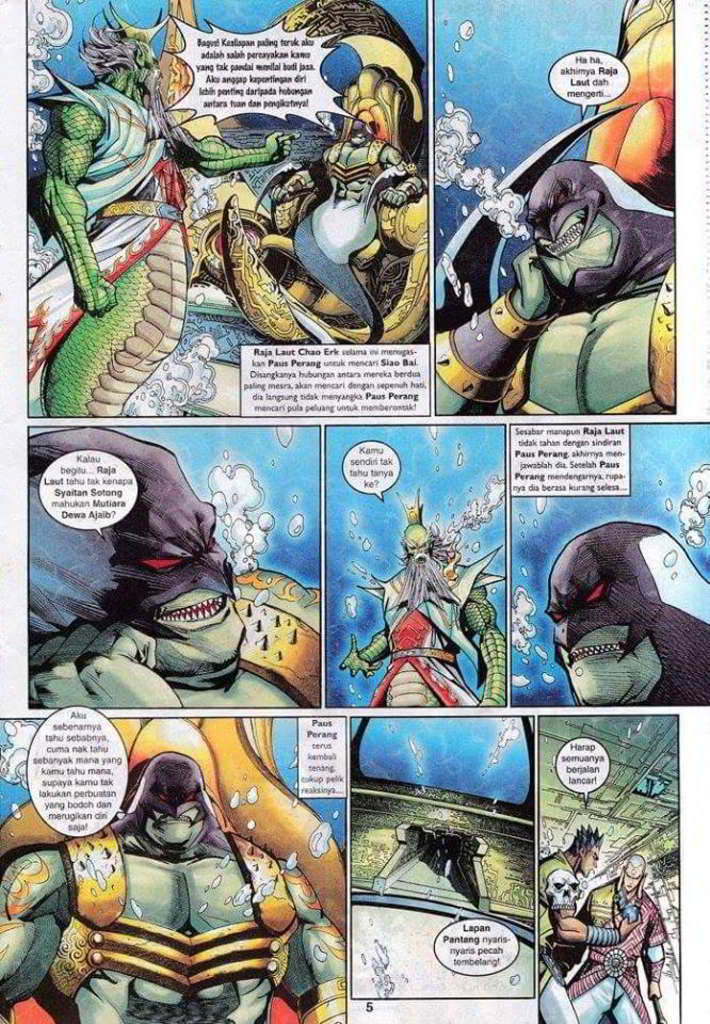 Bagus! Kesilapan paling teruk aku
adalah salah percayakan kamu
yang tak pandai menilai budi jasa.
Aku anggap kepentingan diri
lebih penting daripada hubungan
antara tuan dan pengikutnya!
Ha ha,
akhirnya Raja
Laut dah
mengerti...
Raja Laut Chao Erk selama ini menugas-
kan Paus Perang untuk mencari Siao Bai.
Disangkanya hubungan antara mereka berdua
paling mesra, akan mencari dengan sepenuh hati,
dia langsung tidak menyangka Paus Perang
mencari pula peluang untuk memberontak!
Kalau
begitu... Raja
Laut tahu tak kenapa
Syaitan Sotong
mahukan Mutiara
Dewa Ajaib?
Kamu
sendiri tak
tahu tanya
ke?
Sesabar manapun Raja Laut
tidak tahan dengan sindiran
Paus Perang, akhirnya men-
jawablah dia. Setelah Paus
Perang mendengarnya, rupa-
nya dia berasa kurang selesa...
Aku
sebenarnya
tahu sebabnya,
cuma nak tahu
sebanyak mana yang
kamu tahu mana,
supaya kamu tak
lakukan perbuatan
yang bodoh dan
merugikan diri
saja!
Paus
Perang
terus
kembali
tenang,
cukup pelik
reaksinya...
Lapan
Pantang nyaris-
nyaris pecah
tembelang!
Harap
semuanya
berjalan
lancar!
5